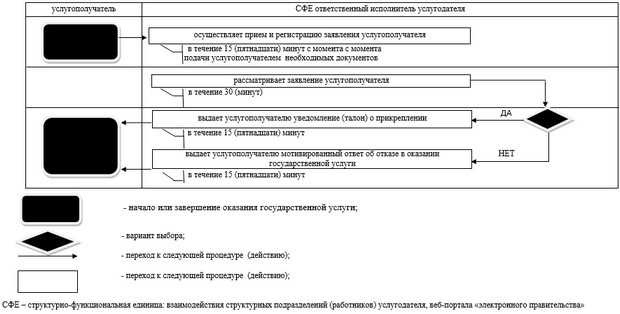 услугополучатель
СФЕ ответственный исполнитель услугодателя
осуществляет прием и регистрацию заявления услугополучателя
в течение 15 (пятнадцати) минут с момента с момента
подачи услугополучателем необходимых документов
рассматривает заявление услугополучателя
в течение 30 (минут)
выдает услугополучателю уведомление (талон) о прикреплении
ДА
в течение 15 (пятнадцати) минут
выдает услугополучателю мотивированный ответ об отказе в оказании
государственной услуги
НЕТ
в течение 15 (пятнадцати) минут
- начало или завершение оказания государственной услуги;
- вариант выбора;
- переход к следующей процедуре (действию);
- переход к следующей процедуре (действию);
СФЕ – структурно-функциональная единица: взаимодействия структурных подразделений (работников) услугодателя, веб-портала «электронного правительства»